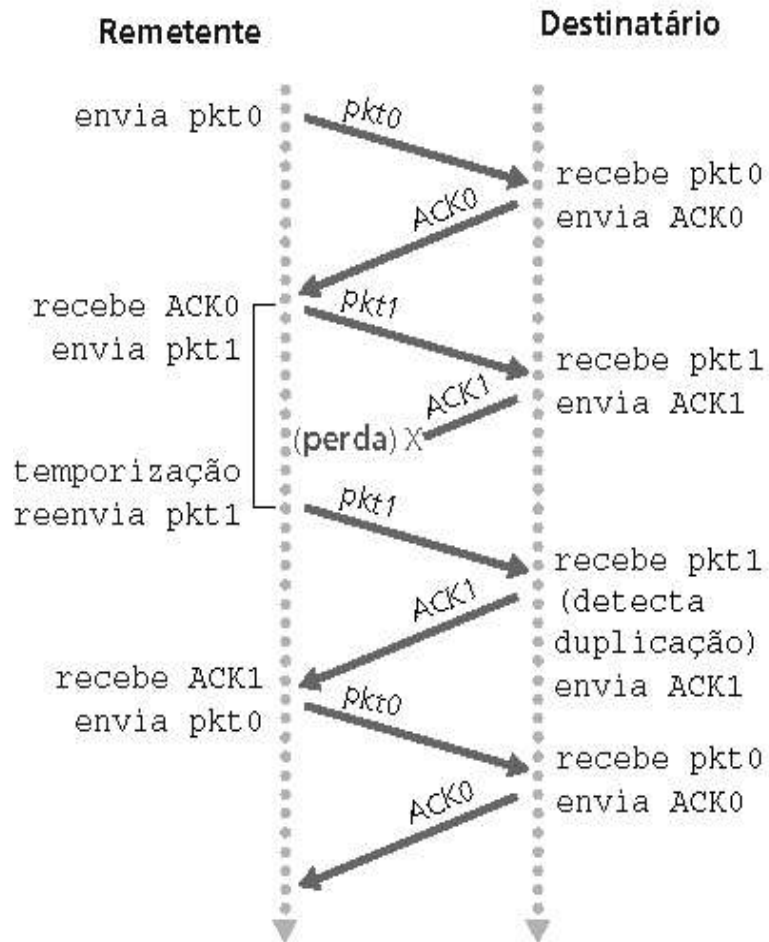 Remetente
Destinatário
envia pkt0
pkt0
recebe pkt0
envia ACK0
ACK0
recebe ACK0
envia pkt1
pkt1
recebe pkt1
envia ACK1
ACK1
(perda) X
temporização
reenvia pkt1
pkt1
recebe pkt1
(detecta
duplicação)
envia ACK1
ACK1
recebe ACK1
envia pkt0
pkt0
recebe pkt0
envia ACK0
ACK0